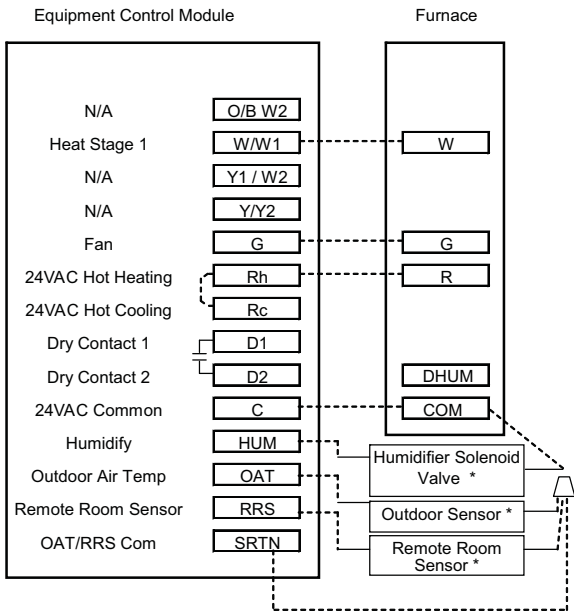 Equipment Control Module Furnace
N/A O/B W2
Heat Stage 1 W/W1 W
N/A Y1 / W2
N/A Y/Y2
Fan G G
24VAC Hot Heating Rh R
24VAC Hot Cooling Rc
Dry Contact 1 D1
Dry Contact 2 D2 DHUM
24VAC Common C COM
Humidify HUM Humidifier Solenoid
Valve *
Outdoor Air Temp OAT
Remote Room Sensor RRS Outdoor Sensor *
OAT/RRS Com SRTN Remote Room
Sensor *